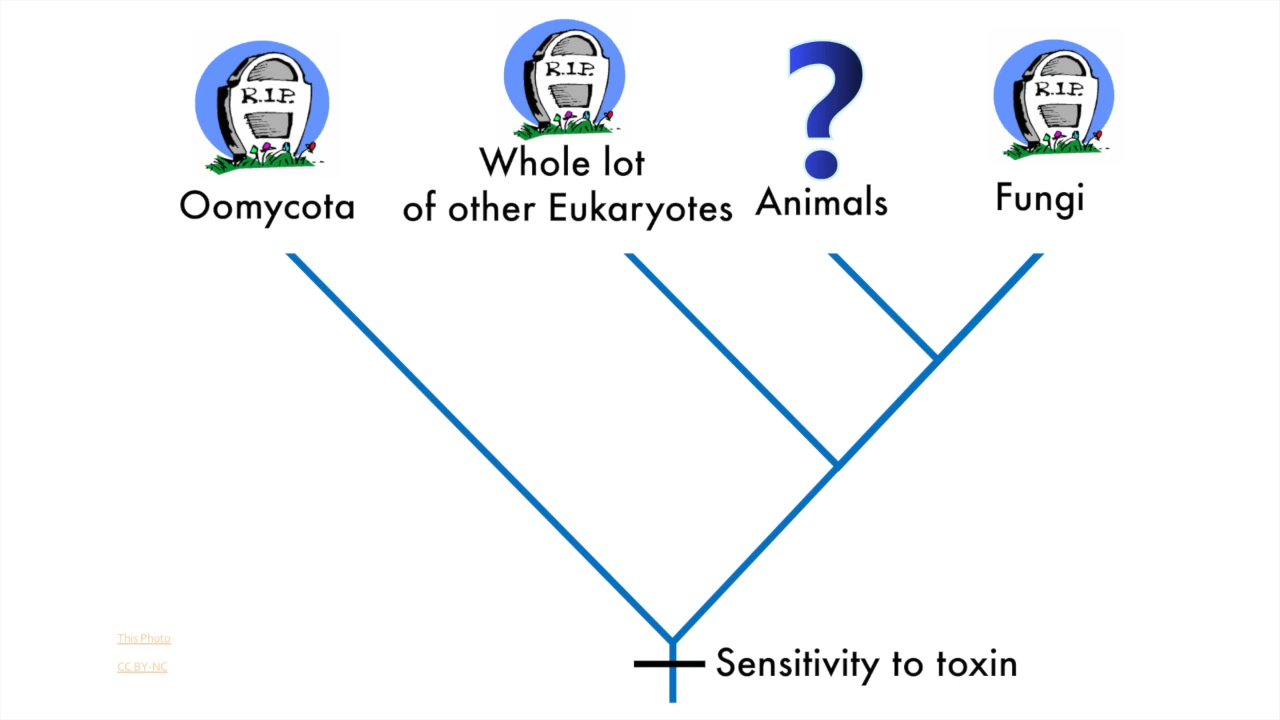 R.I.P.
R.I.P.
R.I.P.
Whole lot
of other Eukaryotes
Oomycota
Animals
Fungi
Sensitivity to toxin
This Photo
CC BY-NC